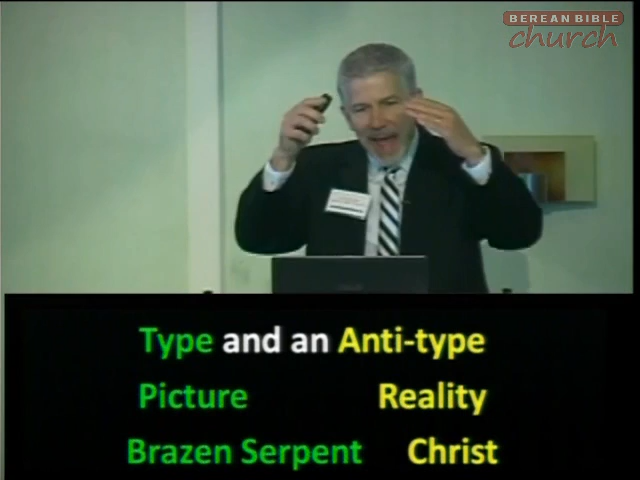 BEREAN BIBLE
church
Type and an Anti-type
Picture Reality
Brazen Serpent Christ